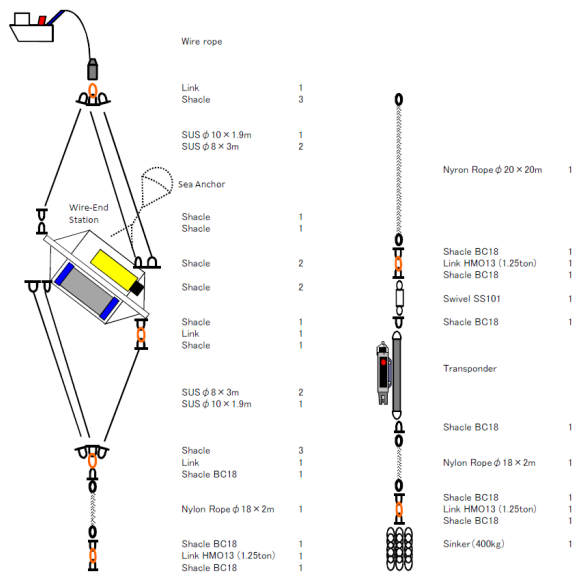 Wire rope
Link 1
Shacle 3
SUS φ10×1.9m 1
SUS φ8×3m 2
Sea Anchor
Wire-End
Station
Shacle 1
Shacle 1
Shacle 2
Shacle 2
Shacle 1
Link 1
Shacle 1
SUS φ8×3m 2
SUS φ10×1.9m 1
Shacle 3
Link 1
Shacle BC18 1
Nylon Rope φ18×2m 1
Shacle BC18 1
Link HMO13 (1.25ton) 1
Shacle BC18 1
Nyron Rope φ20×20m 1
Shacle BC18 1
Link HMO13 (1.25ton) 1
Shacle BC18 1
Swivel SS101 1
Shacle BC18 1
Transponder
Shacle BC18 1
Nylon Rope φ18×2m 1
Shacle BC18 1
Link HMO13 (1.25ton) 1
Shacle BC18 1
Sinker(400kg) 1